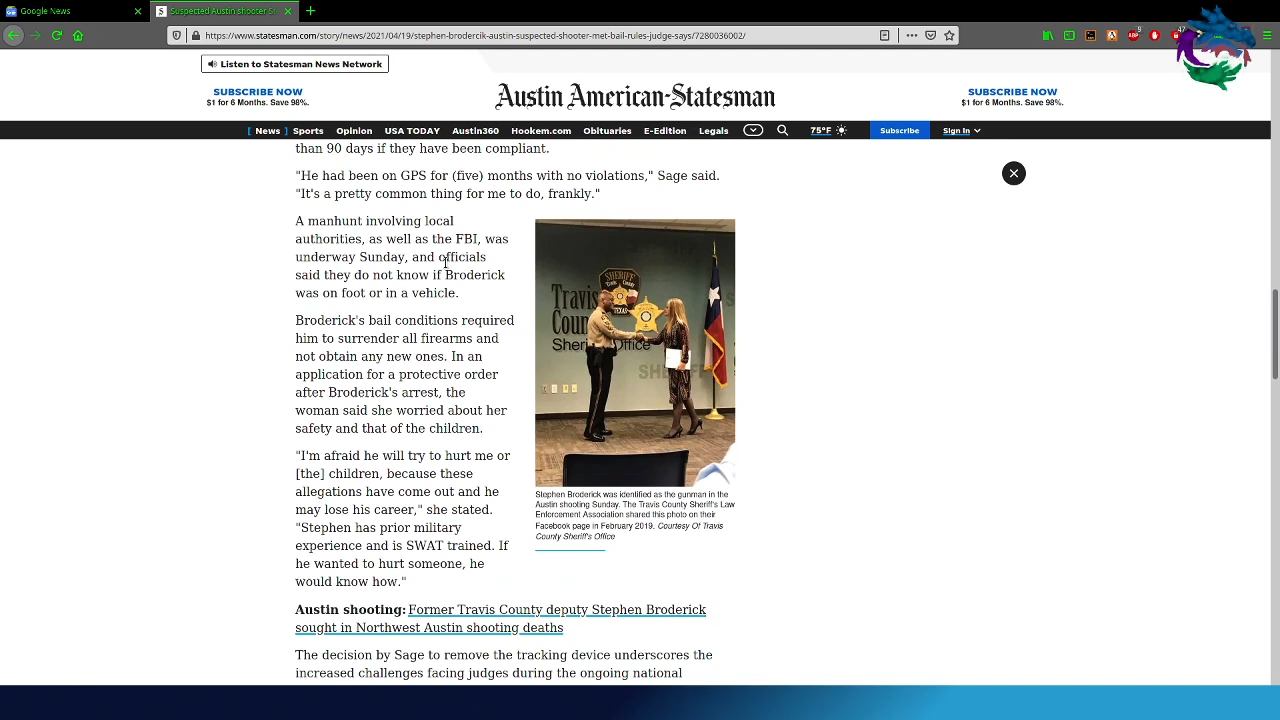 Google News
Suspected Austin shooter St
https://www.statesman.com/story/news/2021/04/19/stephen-broderick-austin-suspected-shooter-met-bail-rules-judge-says/7280036002/
Listen to Statesman News Network
SUBSCRIBE NOW
$1 for 6 Months. Save 98%.
Austin American-Statesman
SUBSCRIBE NOW
$1 for 6 Months. Save 98%.
[ News ] Sports Opinion USA TODAY Austin360 Hookem.com Obituaries E-Edition Legals 75°F Subscribe Sign In
than 90 days if they have been compliant.
"He had been on GPS for (five) months with no violations," Sage said.
"It's a pretty common thing for me to do, frankly."
A manhunt involving local
authorities, as well as the FBI, was
underway Sunday, and officials
said they do not know if Broderick
was on foot or in a vehicle.
Broderick's bail conditions required
him to surrender all firearms and
not obtain any new ones. In an
application for a protective order
after Broderick's arrest, the
woman said she worried about her
safety and that of the children.
"I'm afraid he will try to hurt me or
[the] children, because these
allegations have come out and he
may lose his career," she stated.
"Stephen has prior military
experience and is SWAT trained. If
he wanted to hurt someone, he
would know how."
SHERIFF
TEXAS
Travis
County
Sheriff Office
SHERIFF
Stephen Broderick was identified as the gunman in the
Austin shooting Sunday. The Travis County Sheriff's Law
Enforcement Association shared this photo on their
Facebook page in February 2019. Courtesy Of Travis
County Sheriff's Office
Austin shooting: Former Travis County deputy Stephen Broderick
sought in Northwest Austin shooting deaths
The decision by Sage to remove the tracking device underscores the
increased challenges facing judges during the ongoing national